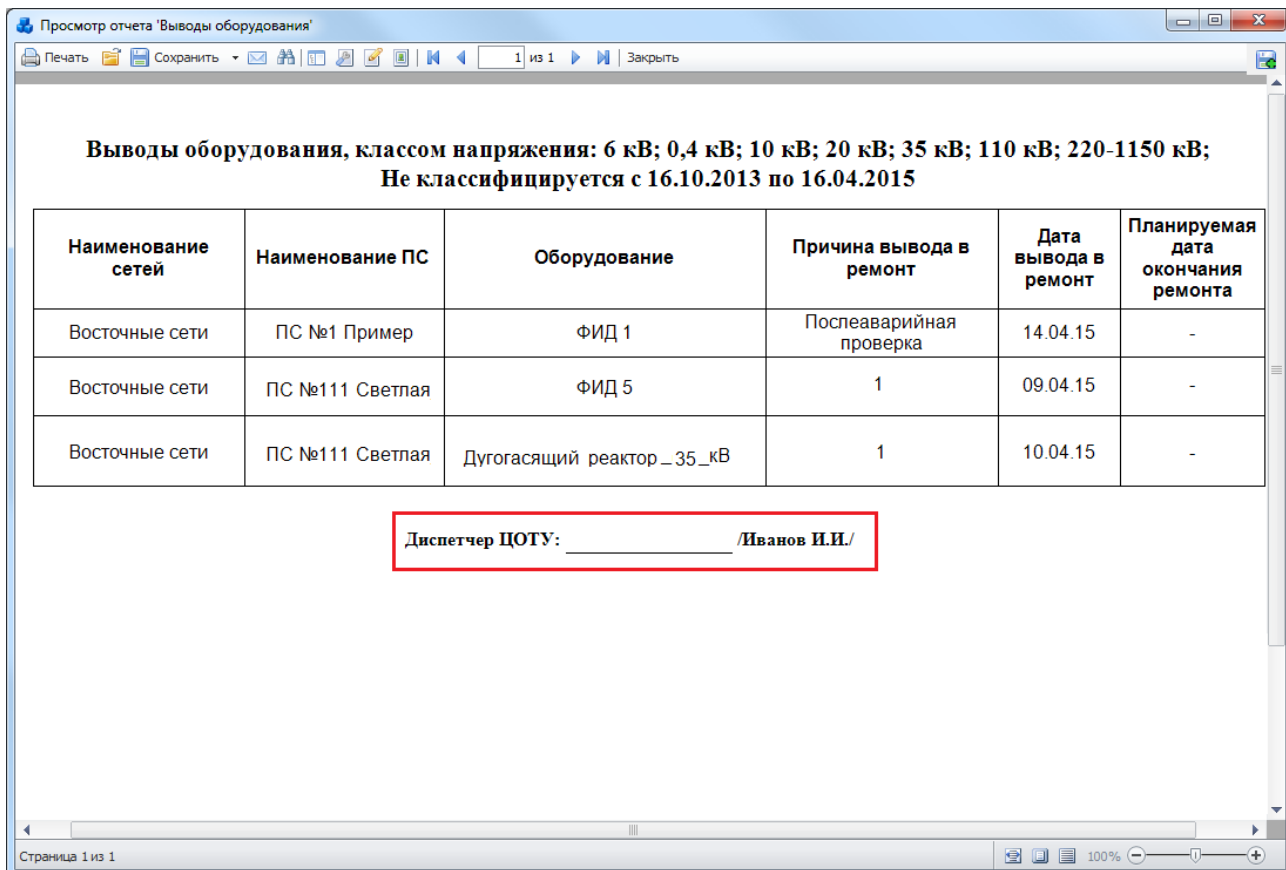 Просмотр отчета 'Выводы оборудования'
Печать Сохранить 1 из 1 Закрыть
Выводы оборудования, классом напряжения: 6 кВ; 0,4 кВ; 10 кВ; 20 кВ; 35 кВ; 110 кВ; 220-1150 кВ;
Не классифицируется с 16.10.2013 по 16.04.2015
Наименование
сетей
Наименование ПС
Оборудование
Причина вывода в
ремонт
Дата
вывода в
ремонт
Планируемая
дата
окончания
ремонта
Восточные сети
ПС №1 Пример
ФИД 1
Послеаварийная
проверка
14.04.15
-
Восточные сети
ПС №111 Светлая
ФИД 5
1
09.04.15
-
Восточные сети
ПС №111 Светлая
Дугогасящий реактор_35_кВ
1
10.04.15
-
Диспетчер ЦОТУ: ____________ /Иванов И.И./
Страница 1 из 1 100%